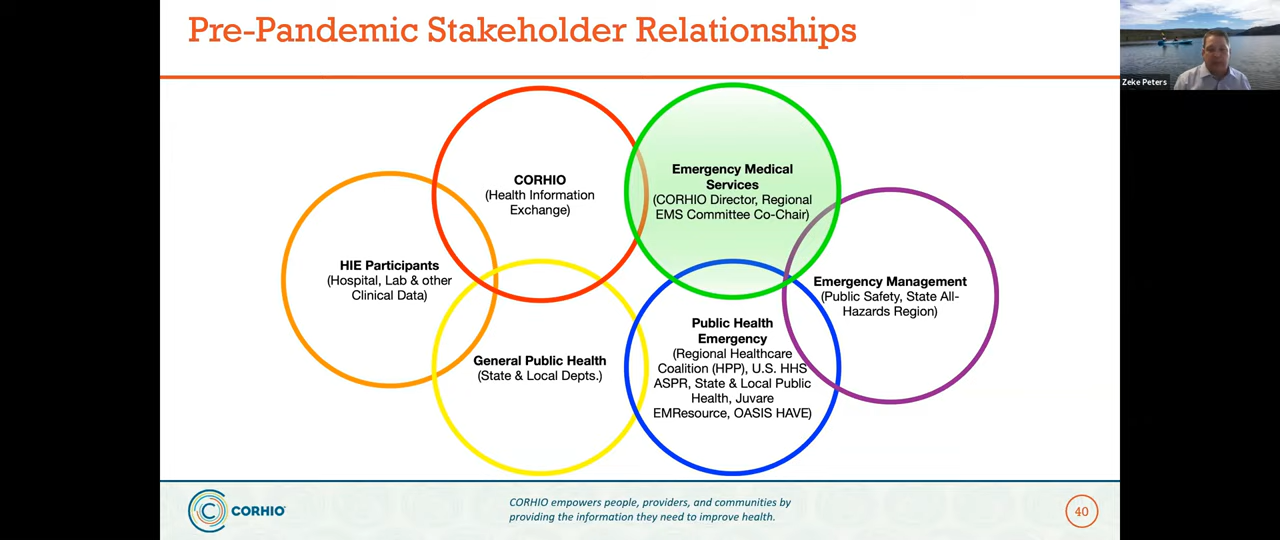 Pre-Pandemic Stakeholder Relationships
Zeke Peters
CORHIO
(Health Information
Exchange)
Emergency Medical
Services
(CORHIO Director, Regional
EMS Committee Co-Chair)
HIE Participants
(Hospital, Lab & other
Clinical Data)
Emergency Management
(Public Safety, State All-
Hazards Region)
General Public Health
(State & Local Depts.)
Public Health
Emergency
(Regional Healthcare
Coalition (HPP), U.S. HHS
ASPR, State & Local Public
Health, Juvare
EMResource, OASIS HAVE)
CORHIO
CORHIO empowers people, providers, and communities by
providing the information they need to improve health.
40